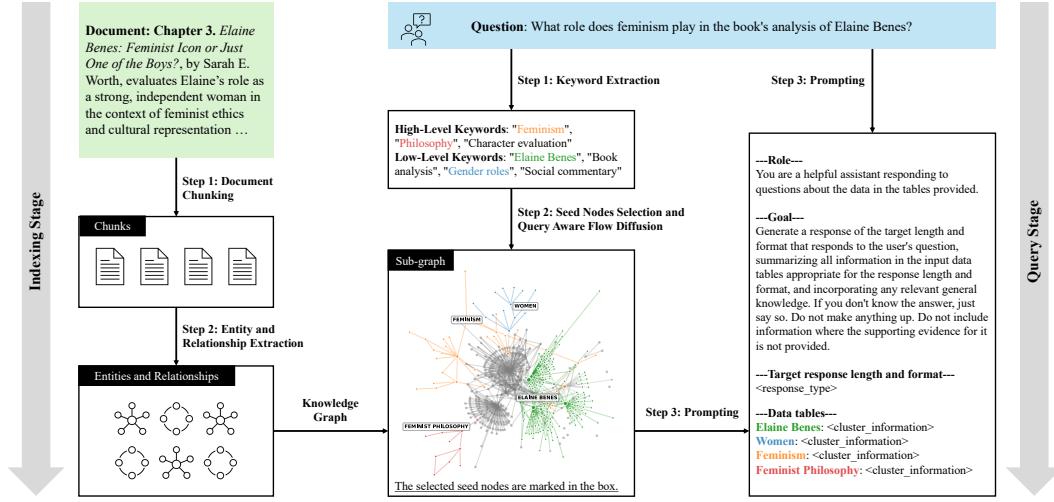 Indexing Stage
Document: Chapter 3. Elaine
Benes: Feminist Icon or Just
One of the Boys?, by Sarah E.
Worth, evaluates Elaine's role as
a strong, independent woman in
the context of feminist ethics
and cultural representation …
Step 1: Document
Chunking
Chunks
Step 2: Entity and
Relationship Extraction
Entities and Relationships
Knowledge
Graph
Question: What role does feminism play in the book's analysis of Elaine Benes?
Step 1: Keyword Extraction
High-Level Keywords: "Feminism",
"Philosophy", "Character evaluation"
Low-Level Keywords: "Elaine Benes", "Book
analysis", "Gender roles", "Social commentary"
Step 2: Seed Nodes Selection and
Query Aware Flow Diffusion
Sub-graph
WOMEN
FEMINISM
ELAINE BENES
FEMINIST PHILOSOPHY
The selected seed nodes are marked in the box.
Step 3: Prompting
Step 3: Prompting
---Role---
You are a helpful assistant responding to
questions about the data in the tables provided.
---Goal---
Generate a response of the target length and
format that responds to the user's question,
summarizing all information in the input data
tables appropriate for the response length and
format, and incorporating any relevant general
knowledge. If you don't know the answer, just
say so. Do not make anything up. Do not include
information where the supporting evidence for it
is not provided.
---Target response length and format---
<response_type>
---Data tables---
Elaine Benes: <cluster_information>
Women: <cluster_information>
Feminism: <cluster_information>
Feminist Philosophy: <cluster_information>
Query Stage